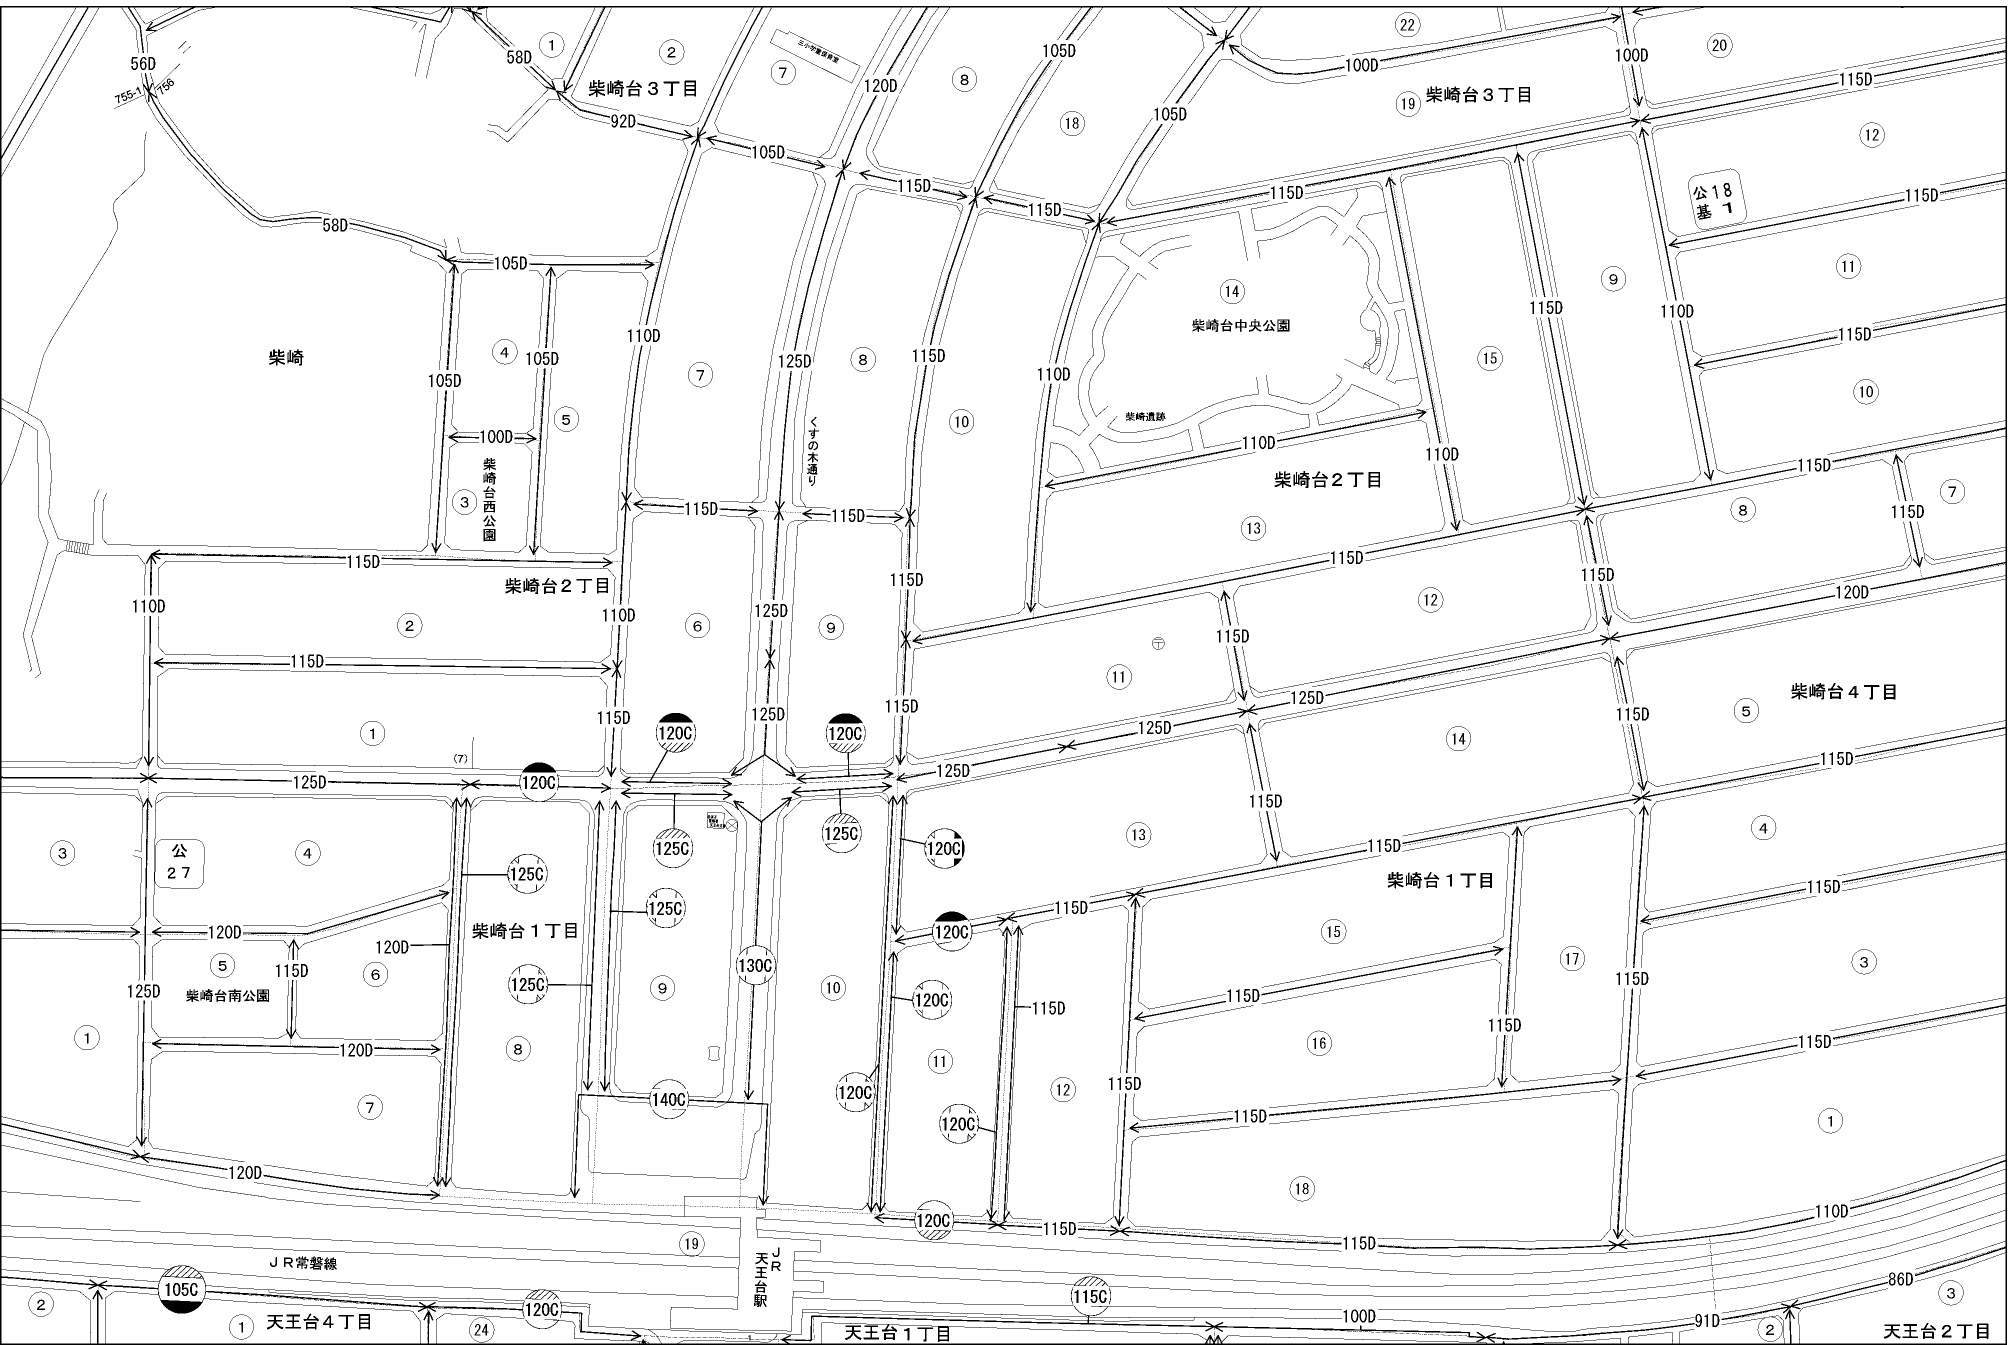 56D
58D
①
②
三小学童保育室
⑦
120D
⑧
105D
㉒
100D
100D
⑳
115D
755-1
756
柴崎台３丁目
柴崎台３丁目
⑲
92D
105D
⑱
105D
⑫
115D
115D
115D
115D
公１８
基 １
58D
105D
⑭
柴崎台中央公園
⑨
⑪
柴崎
④
105D
105D
110D
⑦
125D
⑧
115D
110D
115D
110D
115D
⑮
⑩
100D
⑤
くすの木通り
⑩
柴崎遺跡
110D
110D
115D
柴崎台西公園
③
柴崎台２丁目
115D
115D
⑬
⑧
115D
⑦
115D
柴崎台２丁目
115D
115D
115D
120D
110D
②
110D
⑥
125D
⑨
⑫
115D
115D
〒
⑪
125D
柴崎台４丁目
①
115D
125D
115D
125D
⑭
115D
⑤
120C
120C
(7)
125D
120C
125D
115D
115D
③
公
２７
④
125C
125C
125C
120C
⑬
115D
④
柴崎台１丁目
115D
125C
120D
柴崎台１丁目
120C
115D
⑮
120D
⑤
柴崎台南公園
115D
⑥
125C
⑨
130C
⑩
120C
115D
115D
⑰
115D
③
125D
①
120D
⑧
⑪
⑯
115D
115D
⑦
140C
120C
120C
⑫
115D
115D
①
120D
⑱
120C
115D
115D
110D
ＪＲ常磐線
⑲
ＪＲ
天王台駅
②
105C
①
天王台４丁目
120C
㉔
115C
天王台１丁目
100D
91D
86D
②
③
天王台２丁目